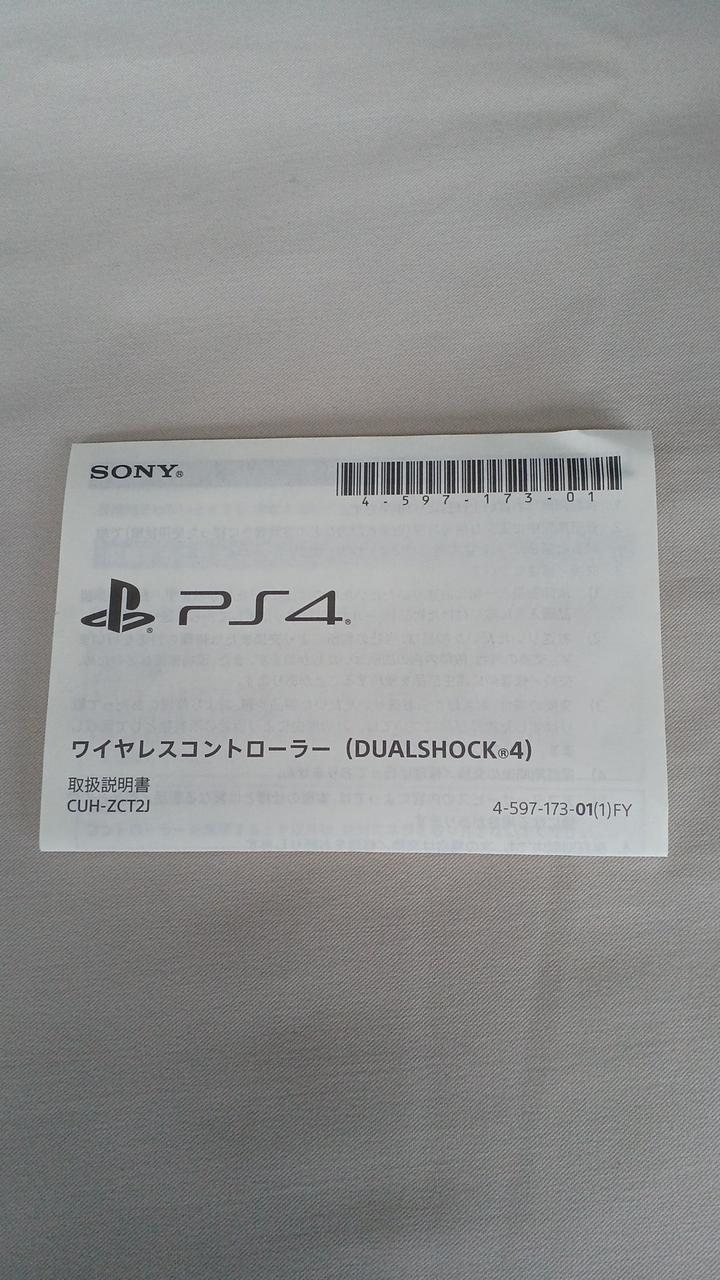 SONY®
4-597-173-01
PS4®
ワイヤレスコントローラー（DUALSHOCK®4）
取扱説明書
CUH-ZCT2J
4-597-173-01(1)FY